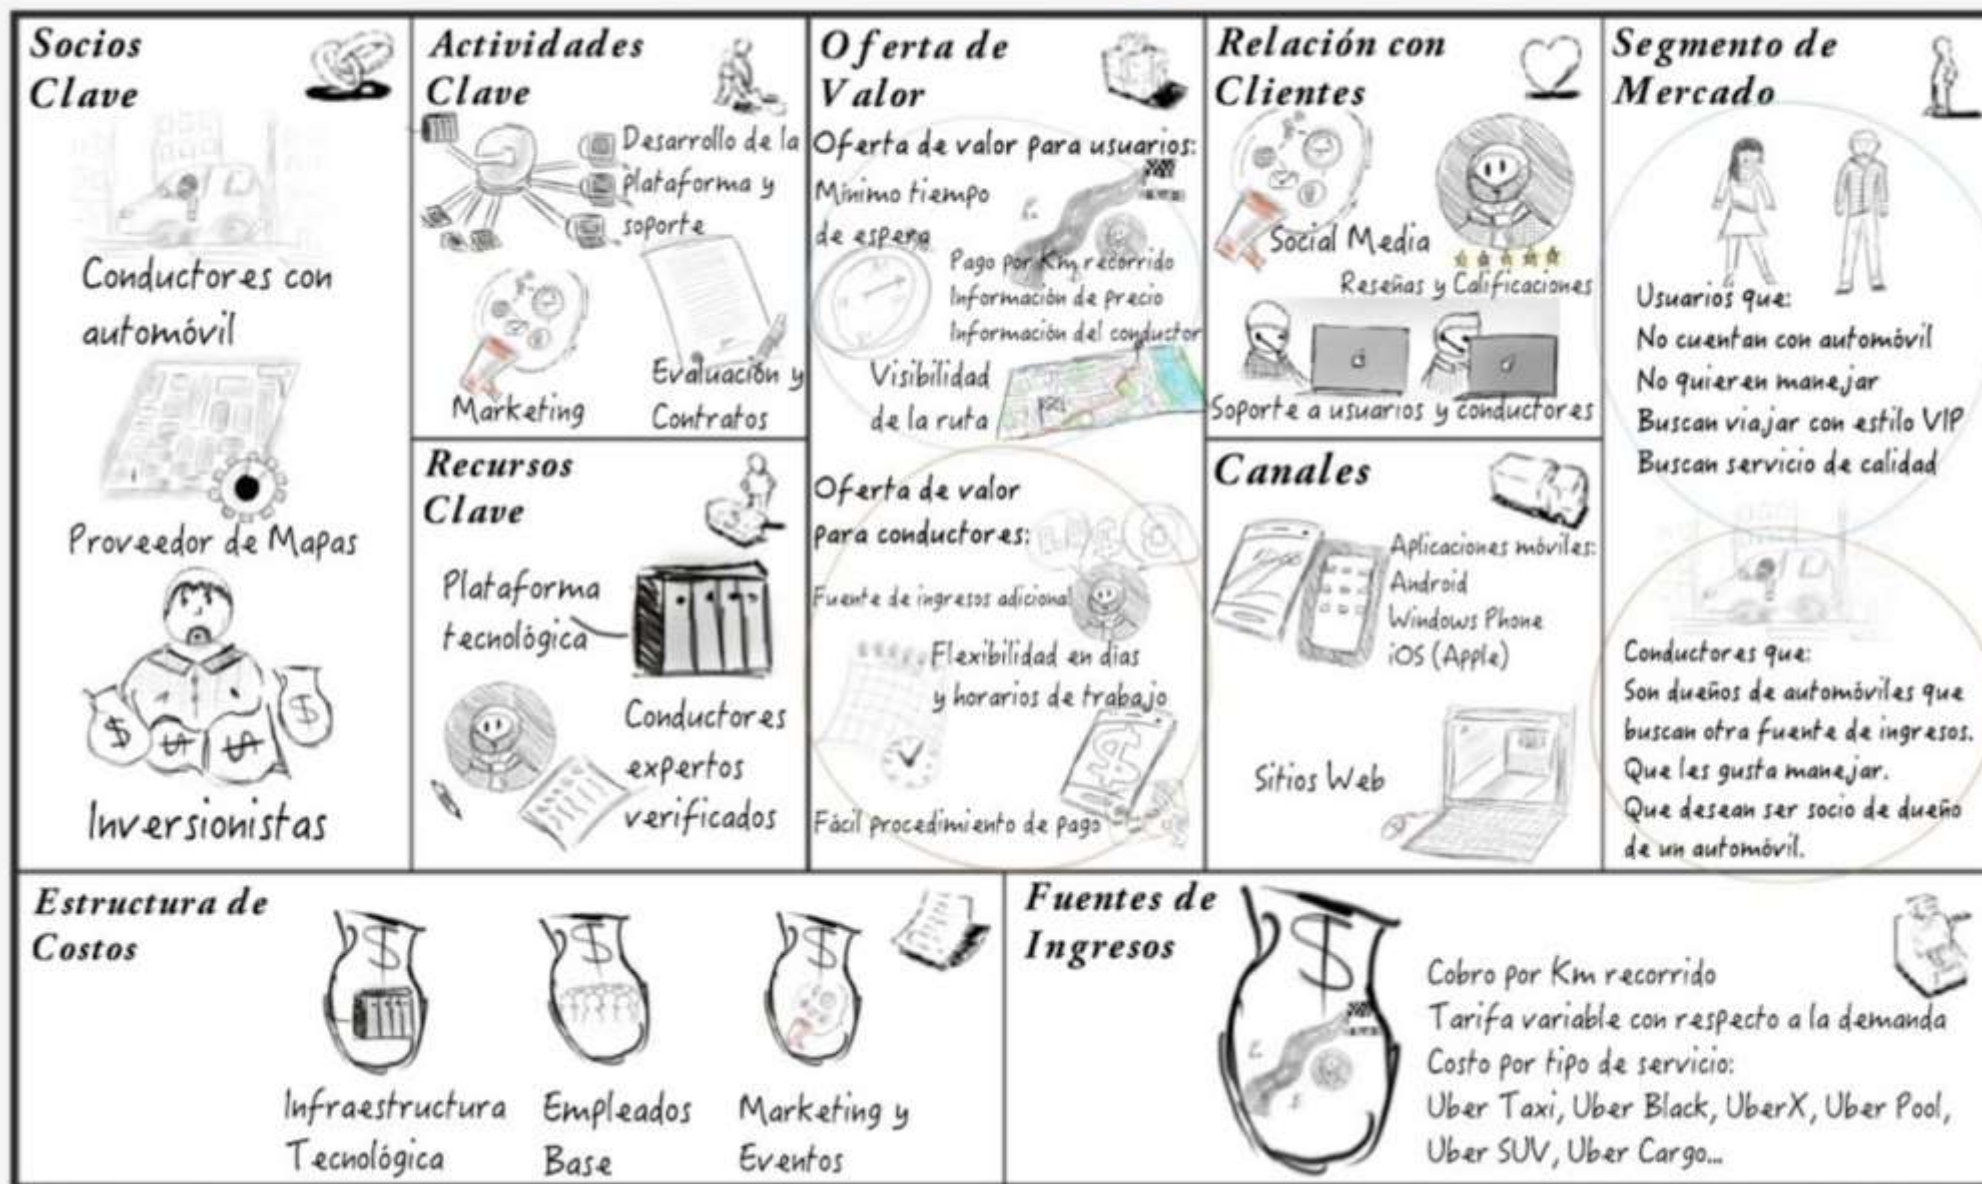 Socios
Clave
Conductores con
automóvil
Proveedor de Mapas
Inversionistas
Actividades
Clave
Desarrollo de la
plataforma y
soporte
Marketing
Evaluación y
Contratos
Recursos
Clave
Plataforma
tecnológica
Conductores
expertos
verificados
Oferta de
Valor
Oferta de valor para usuarios:
Mínimo tiempo
de espera
Pago por Km recorrido
Información de precio
Información del conductor
Visibilidad
de la ruta
Oferta de valor
para conductores:
Fuente de ingresos adicional
Flexibilidad en días
y horarios de trabajo
Fácil procedimiento de pago
Relación con
Clientes
Social Media
Reseñas y Calificaciones
Soporte a usuarios y conductores
Canales
Aplicaciones móviles:
Android
Windows Phone
iOS (Apple)
Sitios Web
Segmento de
Mercado
Usuarios que:
No cuentan con automóvil
No quieren manejar
Buscan viajar con estilo VIP
Buscan servicio de calidad
Conductores que:
Son dueños de automóviles que
buscan otra fuente de ingresos.
Que les gusta manejar.
Que desean ser socio de dueño
de un automóvil.
Estructura de
Costos
$
$
$
Infraestructura
Tecnológica
Empleados
Base
Marketing y
Eventos
Fuentes de
Ingresos
$
Cobro por Km recorrido
Tarifa variable con respecto a la demanda
Costo por tipo de servicio:
Uber Taxi, Uber Black, UberX, Uber Pool,
Uber SUV, Uber Cargo...